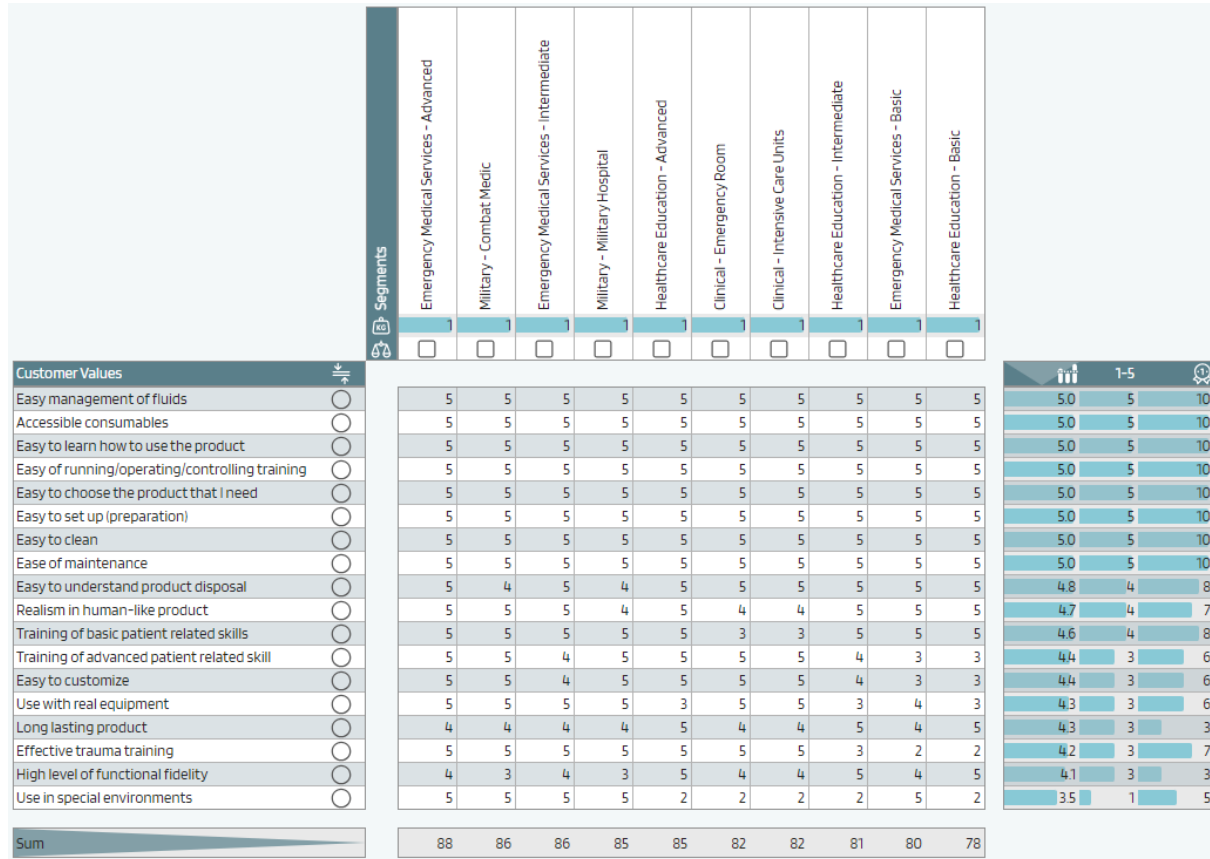 Segments
Emergency Medical Services - Advanced
Military - Combat Medic
Emergency Medical Services - Intermediate
Military - Military Hospital
Healthcare Education - Advanced
Clinical - Emergency Room
Clinical - Intensive Care Units
Healthcare Education - Intermediate
Emergency Medical Services - Basic
Healthcare Education - Basic
KG 1 1 1 1 1 1 1 1 1 1
Customer Values 1-5 1
Easy management of fluids 5 5 5 5 5 5 5 5 5 5 5.0 5 10
Accessible consumables 5 5 5 5 5 5 5 5 5 5 5.0 5 10
Easy to learn how to use the product 5 5 5 5 5 5 5 5 5 5 5.0 5 10
Easy of running/operating/controlling training 5 5 5 5 5 5 5 5 5 5 5.0 5 10
Easy to choose the product that I need 5 5 5 5 5 5 5 5 5 5 5.0 5 10
Easy to set up (preparation) 5 5 5 5 5 5 5 5 5 5 5.0 5 10
Easy to clean 5 5 5 5 5 5 5 5 5 5 5.0 5 10
Ease of maintenance 5 5 5 5 5 5 5 5 5 5 5.0 5 10
Easy to understand product disposal 5 4 5 4 5 5 5 5 5 5 4.8 4 8
Realism in human-like product 5 5 5 4 5 4 4 5 5 5 4.7 4 7
Training of basic patient related skills 5 5 5 5 5 3 3 5 5 5 4.6 4 8
Training of advanced patient related skill 5 5 4 5 5 5 5 4 3 3 4.4 3 6
Easy to customize 5 5 4 5 5 5 5 4 3 3 4.4 3 6
Use with real equipment 5 5 5 5 3 5 5 3 4 3 4.3 3 6
Long lasting product 4 4 4 4 5 4 4 5 4 5 4.3 3 3
Effective trauma training 5 5 5 5 5 5 5 3 2 2 4.2 3 7
High level of functional fidelity 4 3 4 3 5 4 4 5 4 5 4.1 3 3
Use in special environments 5 5 5 5 2 2 2 2 5 2 3.5 1 5
Sum 88 86 86 85 85 82 82 81 80 78